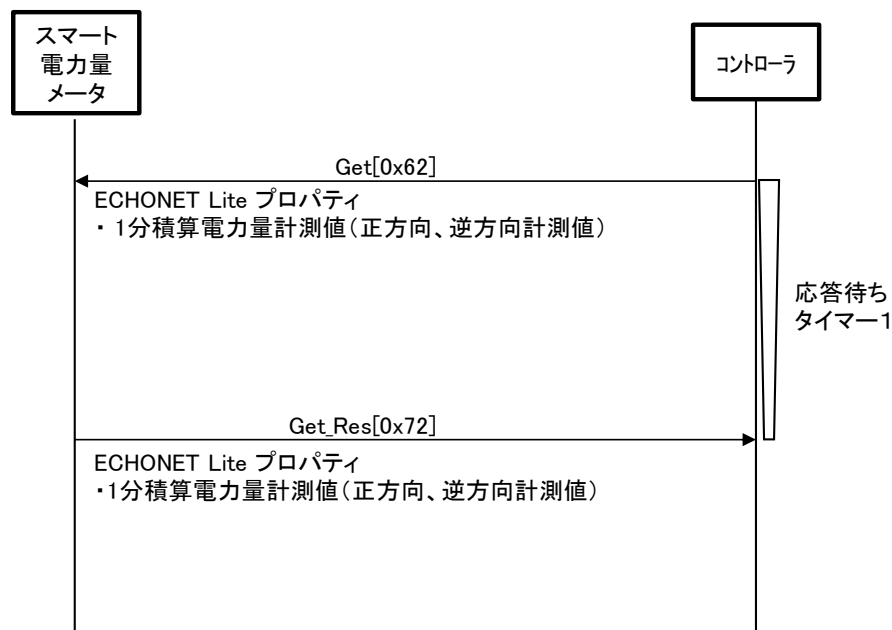 スマート
電力量
メータ
コントローラ
Get[0x62]
ECHONET Lite プロパティ
・ 1分積算電力量計測値（正方向、逆方向計測値）
応答待ち
タイマー１
Get_Res[0x72]
ECHONET Lite プロパティ
・1分積算電力量計測値（正方向、逆方向計測値）